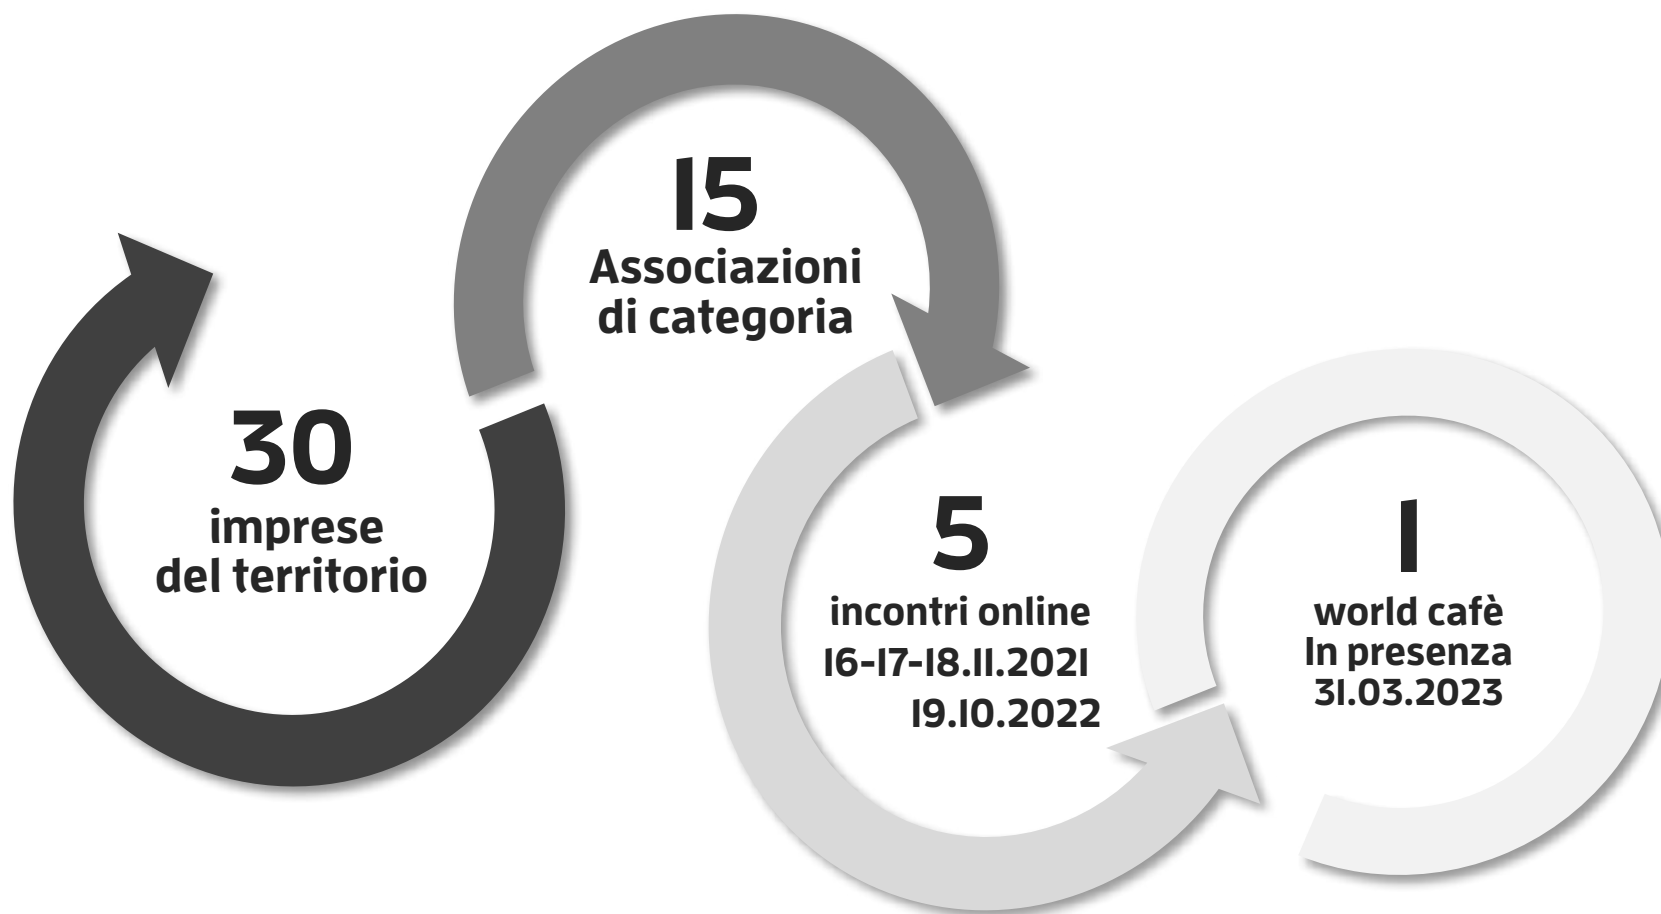 30
imprese
del territorio
15
Associazioni
di categoria
5
incontri online
16-17-18.11.2021
19.10.2022
1
world cafè
In presenza
31.03.2023